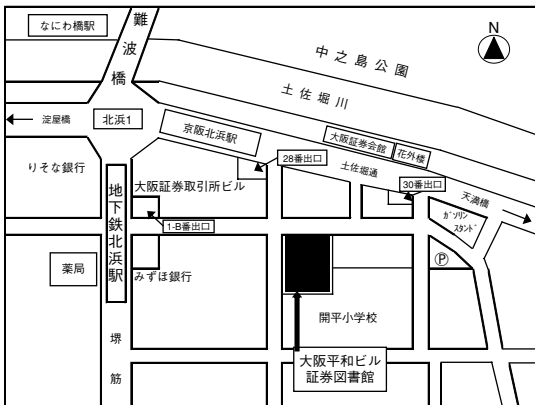 なにわ橋駅
難波橋
N
中之島公園
土佐堀川
淀屋橋
北浜1
京阪北浜駅
大阪証券会館
花外楼
28番出口
土佐堀通
30番出口
天満橋
りそな銀行
地下鉄北浜駅
大阪証券取引所ビル
1-B番出口
ｶﾞｿﾘﾝ
ｽﾀﾝﾄﾞ
薬局
みずほ銀行
P
開平小学校
堺筋
大阪平和ビル
証券図書館